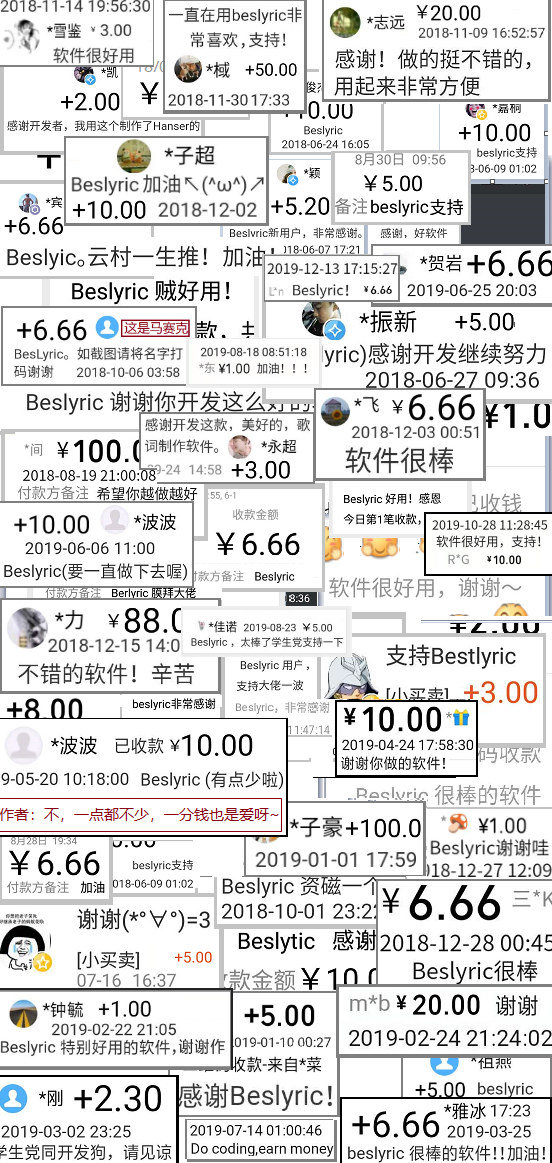 2018-11-14 19:56:30
*雪鉴 ¥ 3.00
软件很好用
一直在用beslyric非
常喜欢,支持!
*棫 +50.00
2018-11-30 17:33
*志远 ¥20.00
2018-11-09 16:52:57
感谢！做的挺不错的，
用起来非常方便
*凯
+2.00
感谢开发者，我用这个制作了Hanser的
¥
+10.00
Beslyric
2018-06-24 16:05
*嘉桐
+10.00
beslyric支持
8-06-09 01:02
*子超
Beslyric 加油↖(^ω^)↗
+10.00 2018-12-02
*颖
+5.20
Beslyric新用户，非常感谢。
2018-06-07 17:21
8月30日 09:56
¥5.00
备注 beslyric支持
感谢，好软件
*宾
+6.66
Beslyic。云村一生推！加油！
2019-12-13 17:15:27
Beslyric! ¥6.66
*贺岩 +6.66
2019-06-25 20:03
Beslyric 贼好用！
+6.66 这是马赛克
BesLyric。如截图请将名字打
码谢谢 2018-10-06 03:58
款，
2019-08-18 08:51:18
*东 ¥1.00 加油！！！
*振新 +5.00
lyric)感谢开发继续努力
2018-06-27 09:36
Beslyric 谢谢你开发这么好的
感谢开发这款，美好的，歌
词制作软件。 *永超
09-24 14:58 +3.00
*飞 ¥6.66
2018-12-03 00:51
软件很棒
¥1.0
*间 ¥100.0
2018-08-19 21:00:08
付款方备注 希望你越做越好
收款金额
¥6.66
付款方备注 Beslyric
Beslyric 好用！感恩
今日第1笔收款，
已收钱
2019-10-28 11:28:45
软件很好用，支持！
R*G ¥10.00
软件很好用，谢谢～
+10.00 *波波
2019-06-06 11:00
Beslyric(要一直做下去喔)
付款方备注 Berlyric 膜拜大佬
8:36
*力 ¥88.0
2018-12-15 14:0
不错的软件！辛苦
*佳诺 2019-08-23 ¥5.00
Beslyric ，太棒了学生党支持一下
Beslyric 用户，
支持大佬一波
Beslyric，非常感谢
11:47:14
支持Bestlyric
[小买卖] +3.00
+8.00
beslyric非常感谢
¥10.00
2019-04-24 17:58:30
谢谢你做的软件！
码收款
*波波 已收款 ¥10.00
9-05-20 10:18:00 Beslyric (有点少啦)
作者：不，一点都不少，一分钱也是爱呀~
Beslyric 很棒的软件
8月28日 19:34
¥6.66
付款方备注 加油
beslyric支持
8-06-09 01:02
*子豪 +100.0
2019-01-01 17:59
* ¥1.00
Beslyric谢谢哇
2018-12-27 12:09
Beslyric 资磁一个
2018-10-01 23:22
¥6.66 三*K
2018-12-28 00:45
Beslyric很棒
谢谢(*°∀°)=3
[小买卖] +5.00
07-16 16:37
Beslytic 感谢
收款金额 ¥10.0
*钟毓 +1.00
2019-02-22 21:05
Beslyric 特别好用的软件,谢谢作
+5.00
2019-01-10 00:27
收款-来自*菜
感谢Beslyric！
m*b ¥20.00 谢谢
2019-02-24 21:24:02
*祖燕
+5.00 beslyric
*刚 +2.30
2019-03-02 23:25
学生党同开发狗，请见谅
2019-07-14 01:00:46
Do coding,earn money
+6.66 *雅冰 17:23
2019-03-25
beslyric 很棒的软件!!加油!